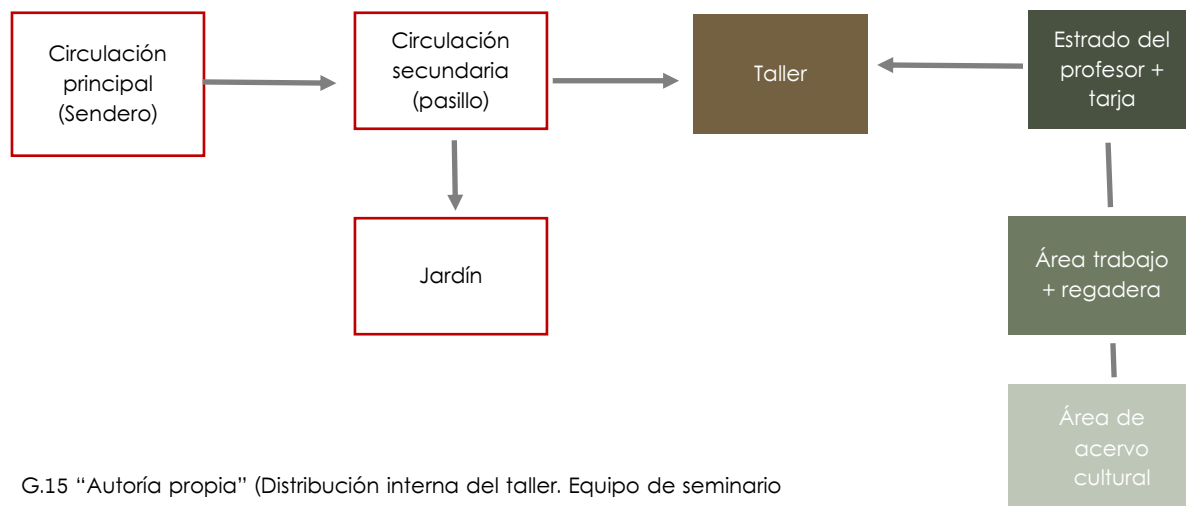 Circulación
principal
(Sendero)
Circulación
secundaria
(pasillo)
Taller
Estrado del
profesor +
tarja
Jardín
Área trabajo
+ regadera
Área de
acervo
cultural
G.15 “Autoría propia” (Distribución interna del taller. Equipo de seminario